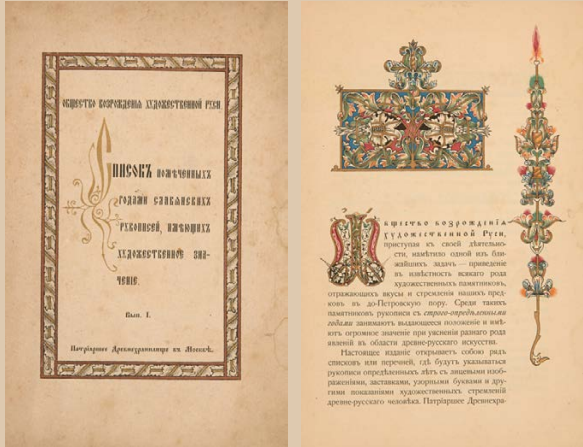 Общество возрожденія художественной Руси.
Списокъ помѣченныхъ
годами славянскихъ
рукописей, имѣющихъ
художественное зна-
ченіе.
Вып. I.
Патріаршее Древлехранилище въ Москвѣ.
Общество возрожденія
художественной Руси,
приступая къ своей дѣятельнос-
ти, намѣтило одной изъ бли-
жайшихъ задачъ — приведеніе
въ извѣстность всякаго рода
художественныхъ памятниковъ,
отражающихъ вкусы и стремленія нашихъ пред-
ковъ въ до-Петровскую пору. Среди такихъ
памятниковъ рукописи съ строго-опредѣленными
годами занимаютъ выдающееся положеніе и имѣ-
ютъ огромное значеніе при уясненіи разнаго рода
явленій въ области древне-русскаго искусства.
Настоящее изданіе открываетъ собою рядъ
списковъ или перечней, гдѣ будутъ указываться
рукописи опредѣленныхъ лѣтъ съ лицевыми изоб-
раженіями, заставками, узорными буквами и дру-
гими показаніями художественныхъ стремленій
древне-русскаго человѣка. Патріаршее Древлехра-